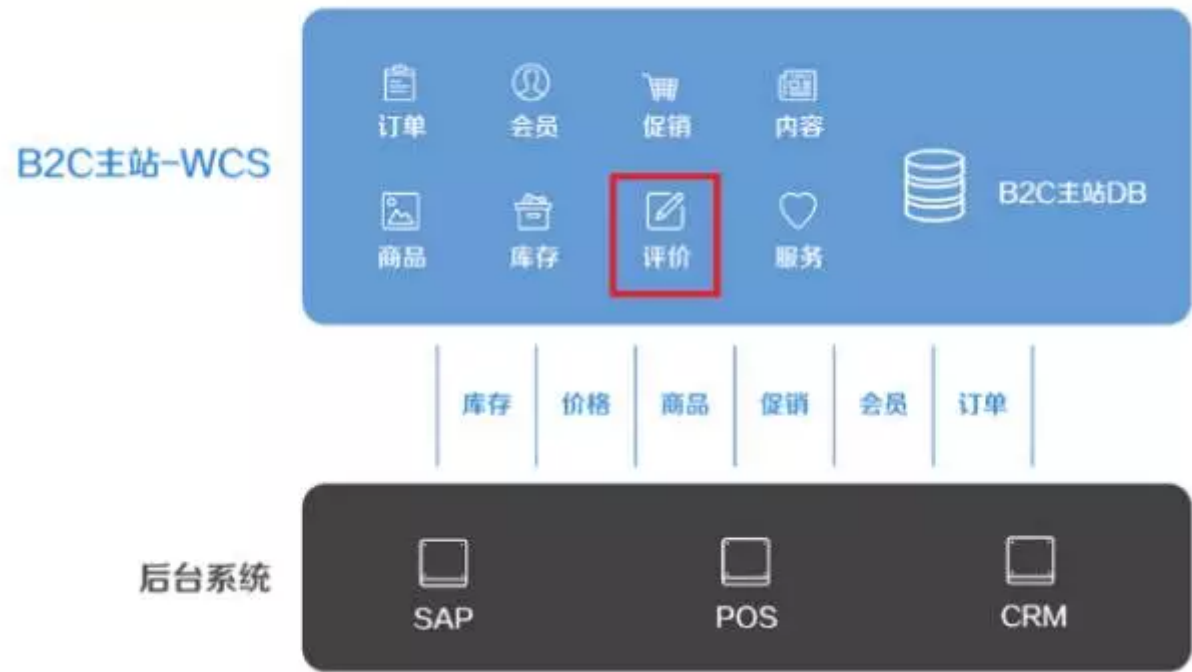 订单 会员 促销 内容
B2C主站-WCS
B2C主站DB
商品 库存 评价 服务
库存 价格 商品 促销 会员 订单
后台系统
SAP POS CRM